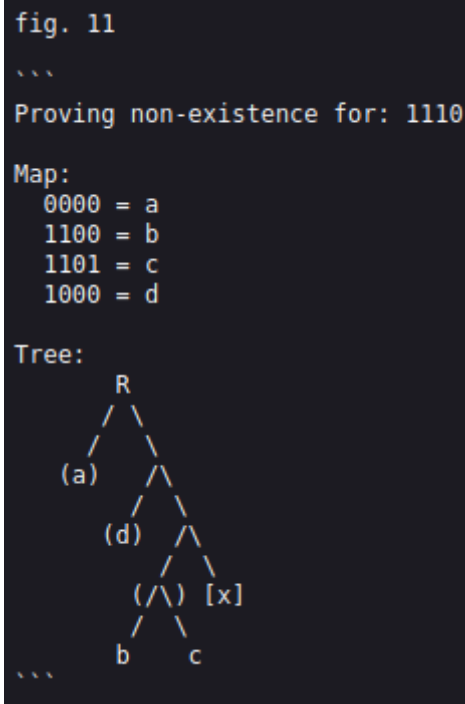 fig. 11
```
Proving non-existence for: 1110
Map:
  0000 = a
  1100 = b
  1101 = c
  1000 = d
Tree:
       R
      / \
     /   \
   (a)   /\
        /  \
      (d)  /\
          /  \
        (/\) [x]
        /  \
       b    c
```